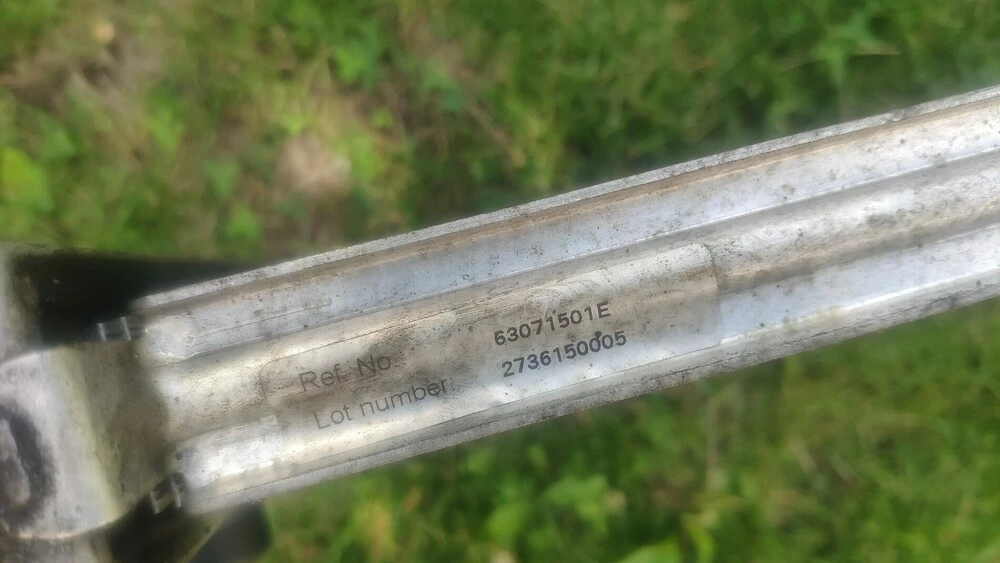 Ref. No 63071501E
Lot number: 2736150005